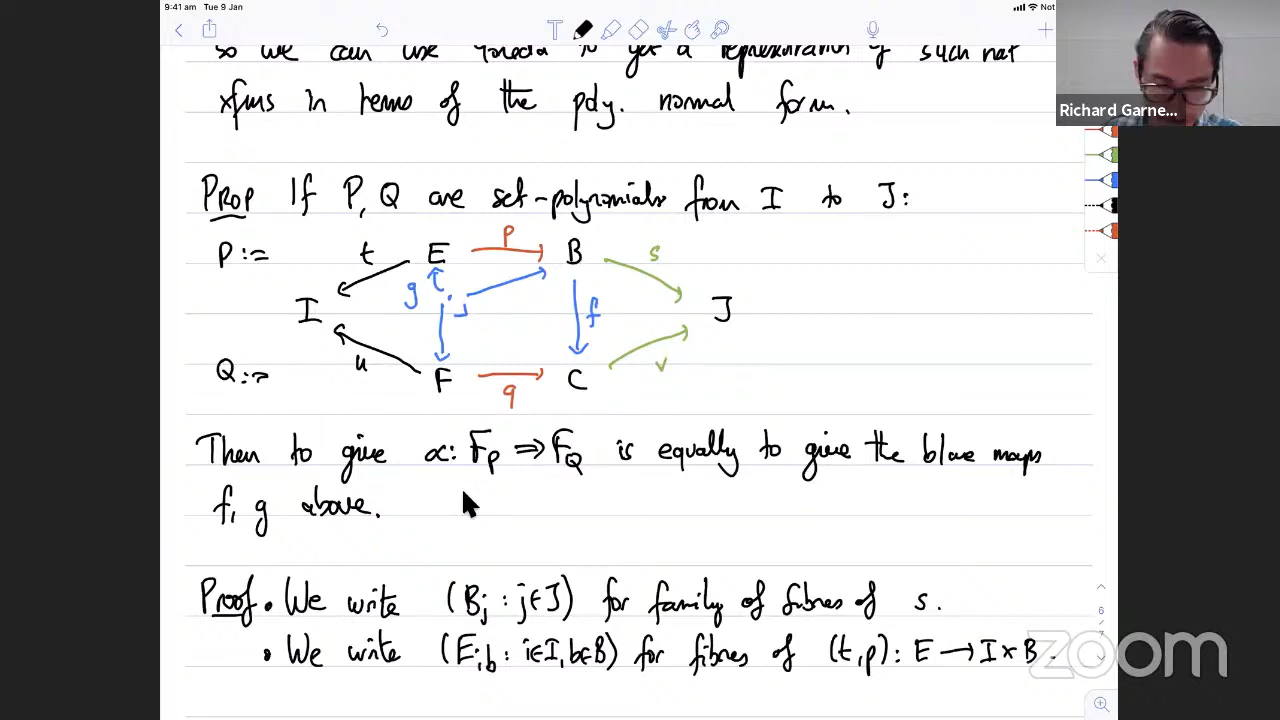 9:41 am Tue 9 Jan
Not
so we can use Yoneda to get a representation of such nat
xfms in terms of the poly. normal form.
Richard Garne...
PROP If P, Q are set-polynomials from I to J:
P := t E p B s
I g f J
Q := u F q C v
Then to give α: F_P ⇒ F_Q is equally to give the blue maps
f, g above.
Proof • We write (B_j : j∈J) for family of fibres of s.
• We write (E_{i,b} : i∈I, b∈B) for fibres of (t,p): E → I × B.
6
7
zoom